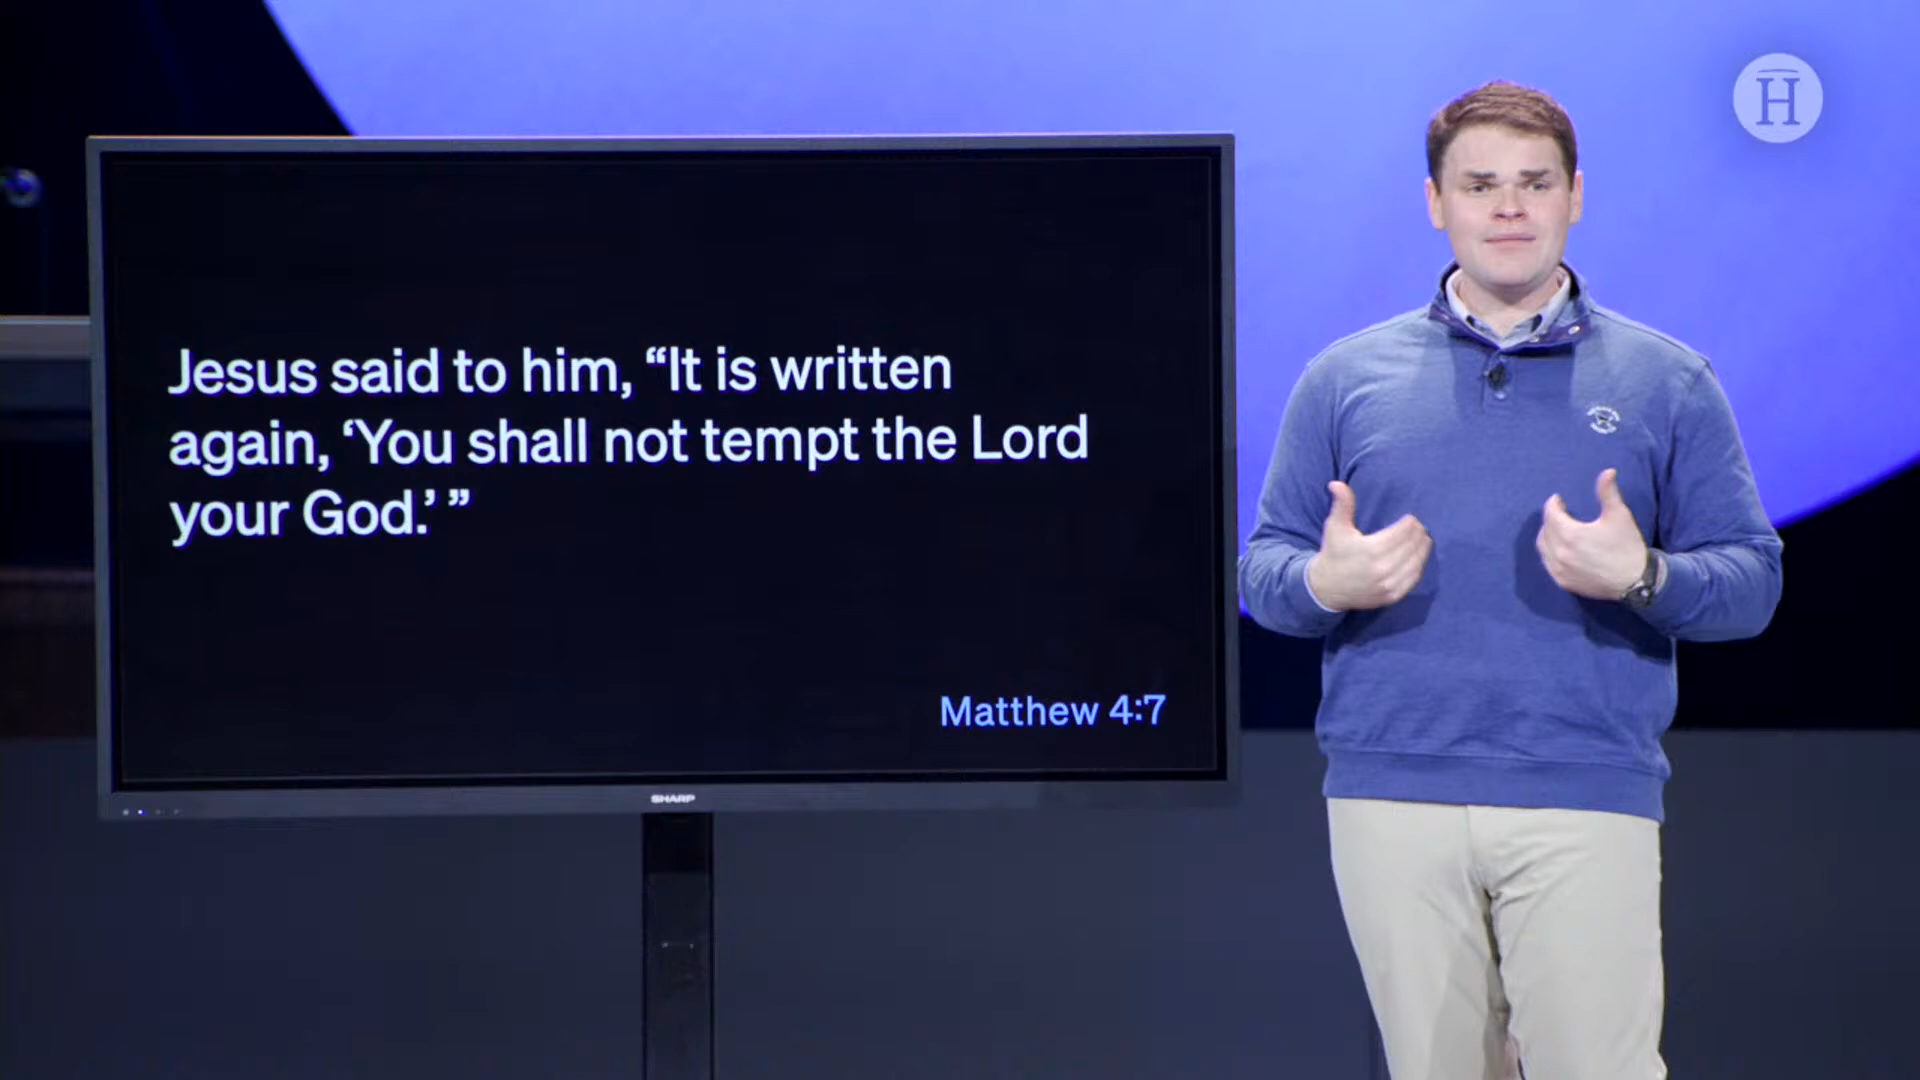 H
Jesus said to him, “It is written
again, ‘You shall not tempt the Lord
your God.’ ”
Matthew 4:7
SHARP